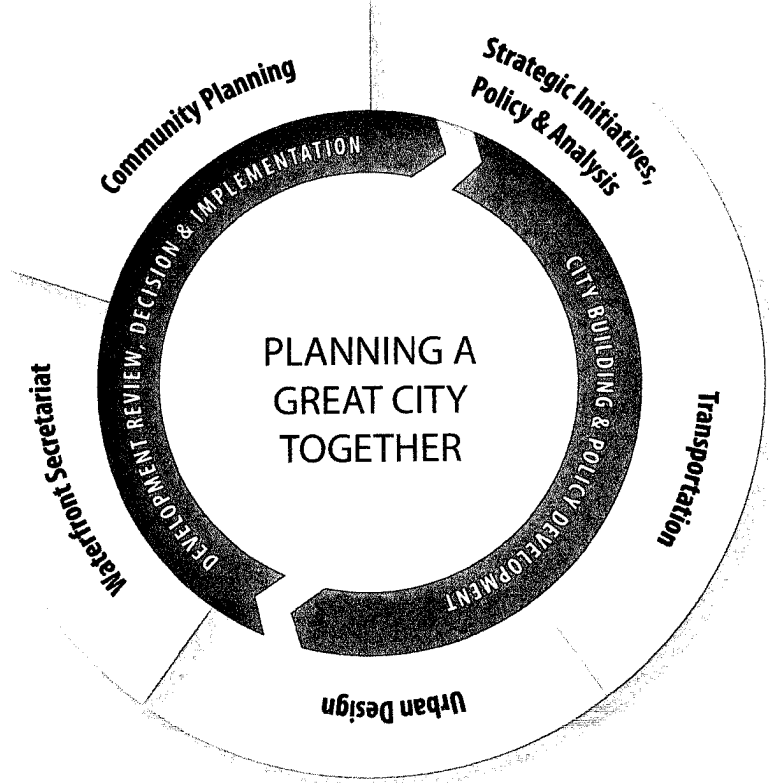 Community Planning
Strategic Initiatives,
Policy & Analysis
DEVELOPMENT REVIEW, DECISION & IMPLEMENTATION
CITY BUILDING & POLICY DEVELOPMENT
PLANNING A
GREAT CITY
TOGETHER
Waterfront Secretariat
Transportation
Urban Design